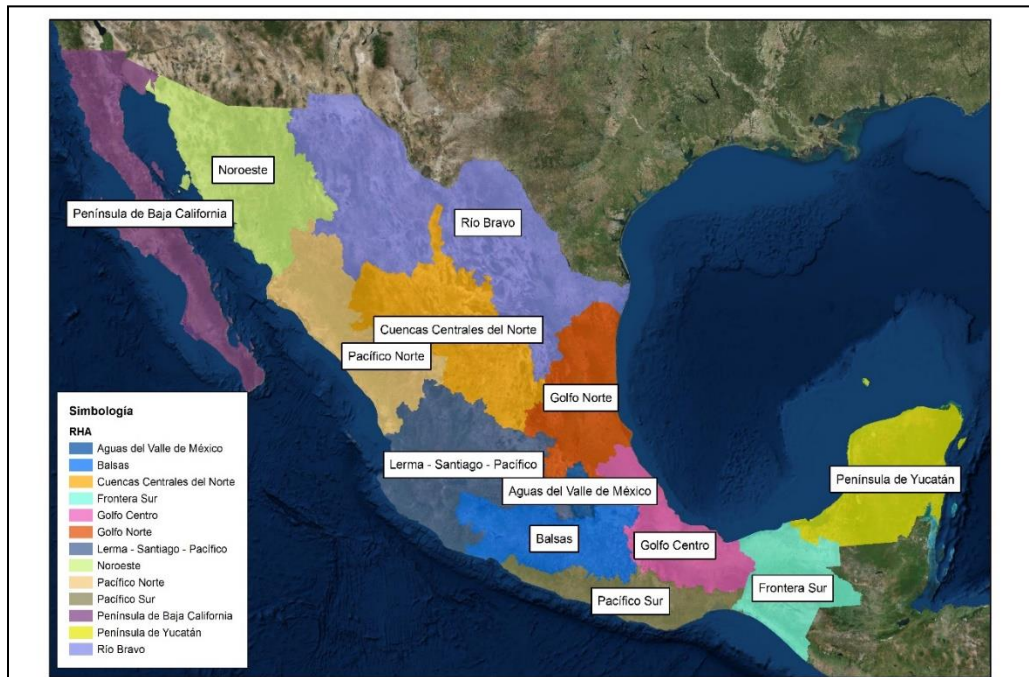 Noroeste
Península de Baja California
Río Bravo
Cuencas Centrales del Norte
Pacífico Norte
Golfo Norte
Lerma - Santiago - Pacífico
Aguas del Valle de México
Península de Yucatán
Balsas
Golfo Centro
Frontera Sur
Pacífico Sur
Simbología
RHA
Aguas del Valle de México
Balsas
Cuencas Centrales del Norte
Frontera Sur
Golfo Centro
Golfo Norte
Lerma - Santiago - Pacífico
Noroeste
Pacífico Norte
Pacífico Sur
Península de Baja California
Península de Yucatán
Río Bravo